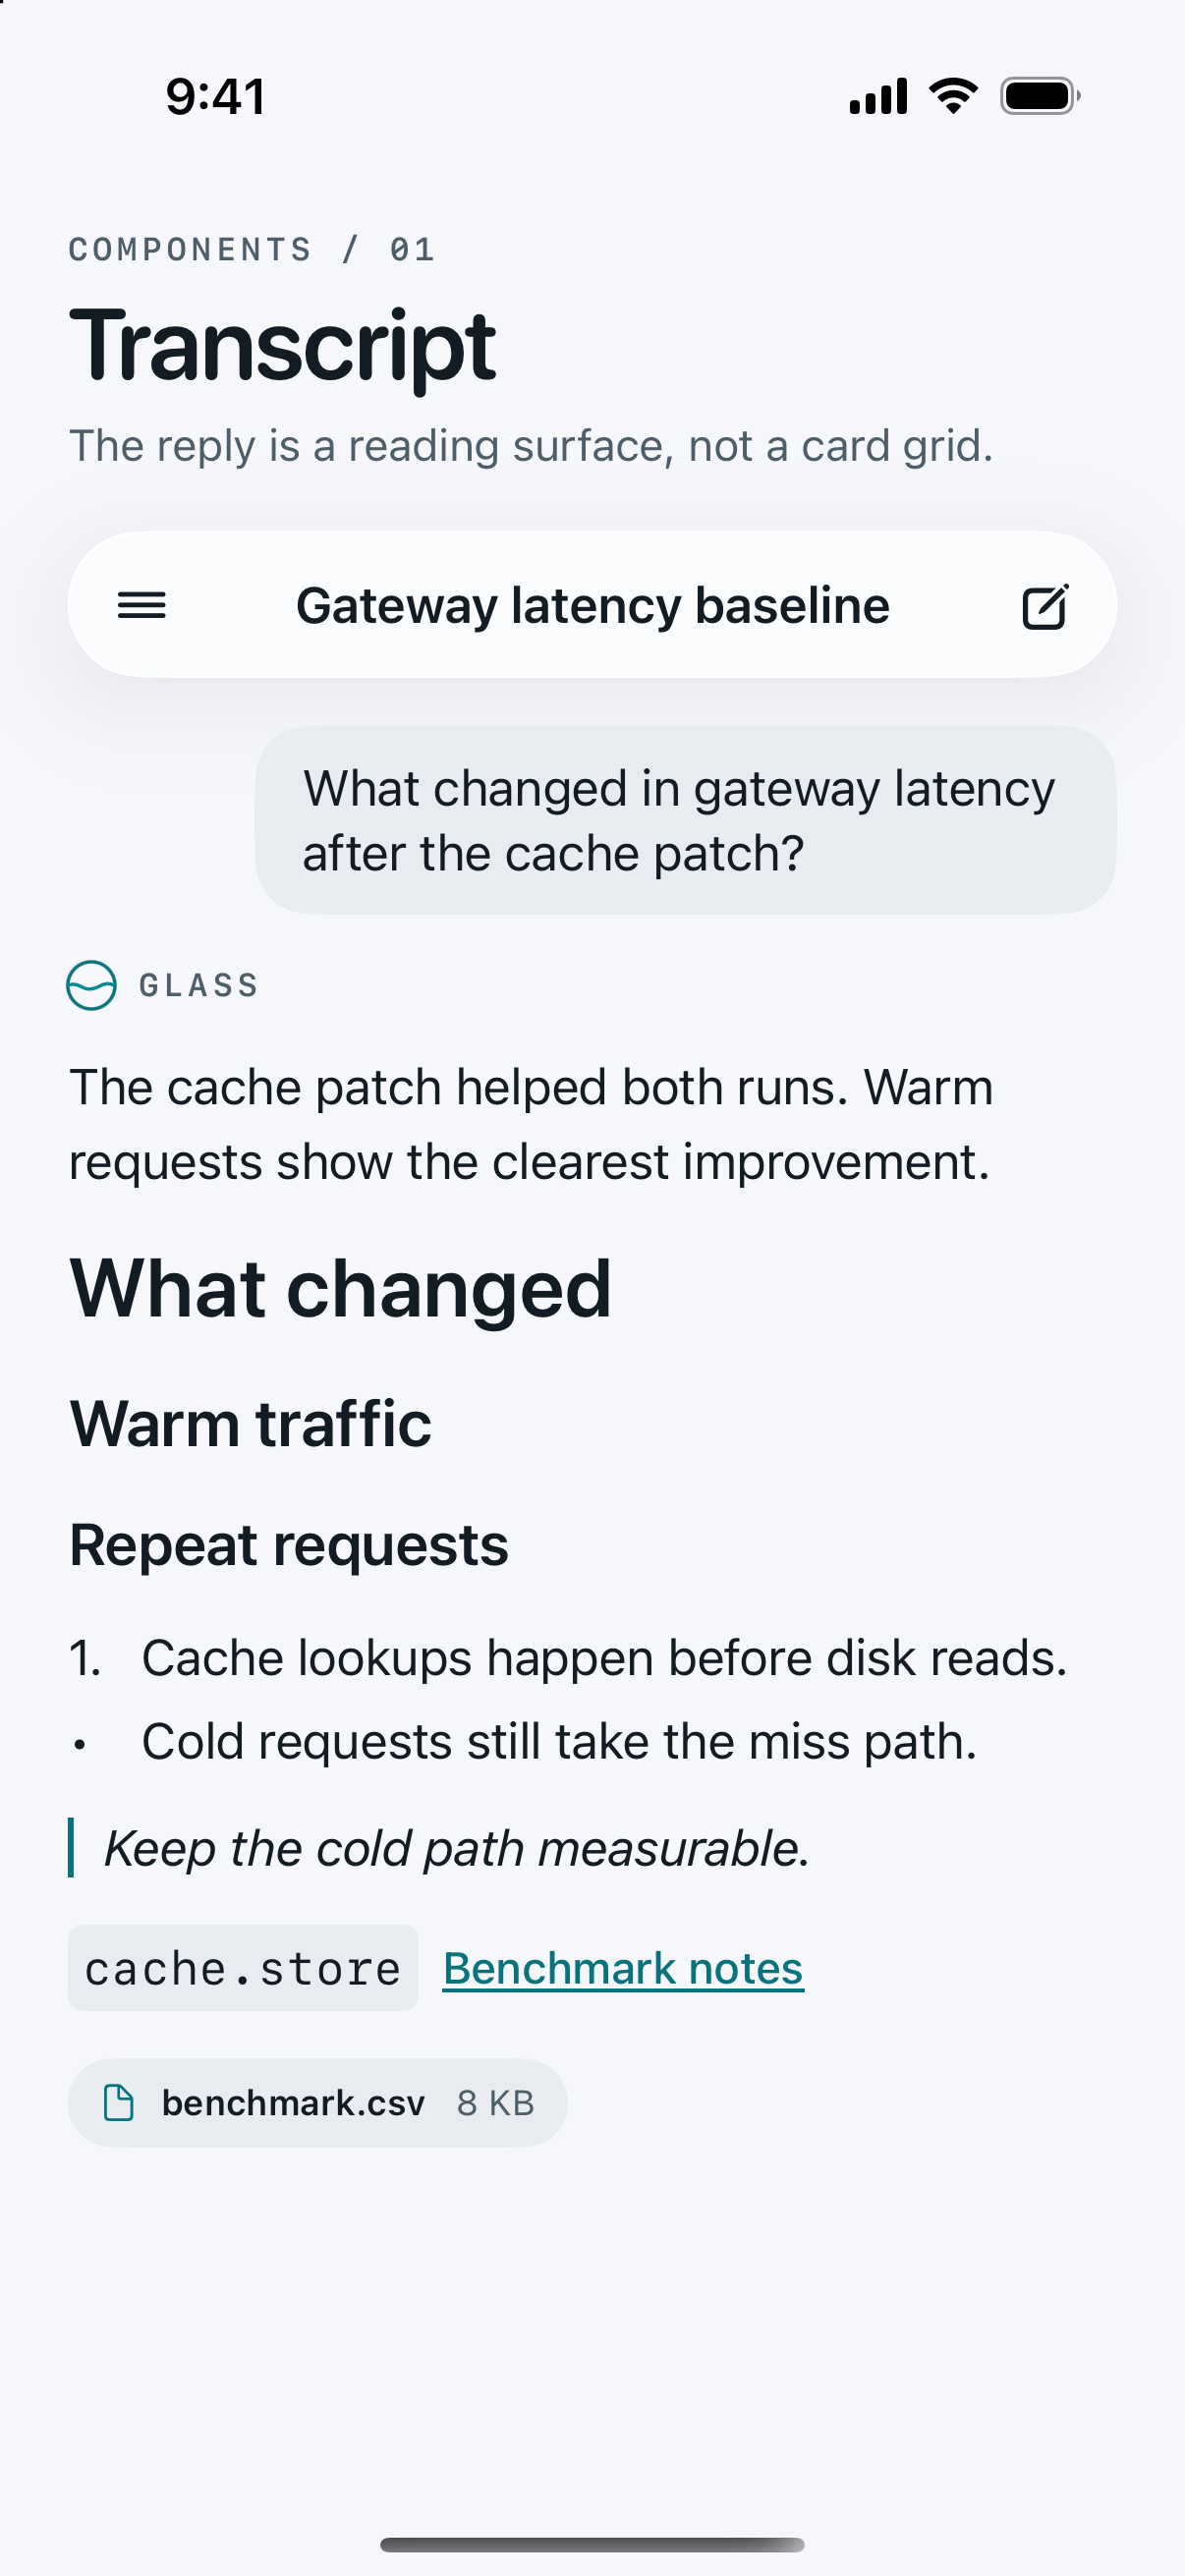 9:41
COMPONENTS / 01
Transcript
The reply is a reading surface, not a card grid.
Gateway latency baseline
What changed in gateway latency
after the cache patch?
GLASS
The cache patch helped both runs. Warm
requests show the clearest improvement.
What changed
Warm traffic
Repeat requests
1. Cache lookups happen before disk reads.
• Cold requests still take the miss path.
Keep the cold path measurable.
cache.store Benchmark notes
benchmark.csv 8 KB